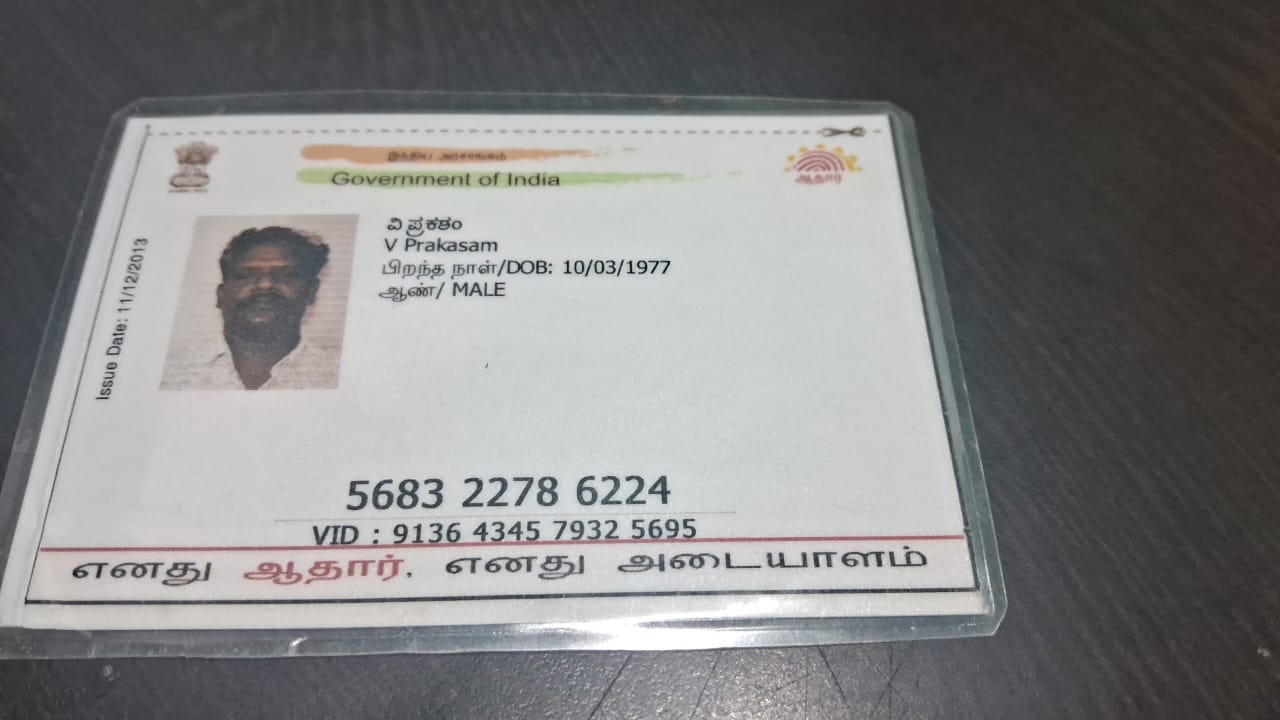 இந்திய அரசாங்கம்
Government of India
ஆதார்
Issue Date: 11/12/2013
வி பிரகசம்
V Prakasam
பிறந்த நாள்/DOB: 10/03/1977
ஆண்/ MALE
5683 2278 6224
VID : 9136 4345 7932 5695
எனது ஆதார், எனது அடையாளம்